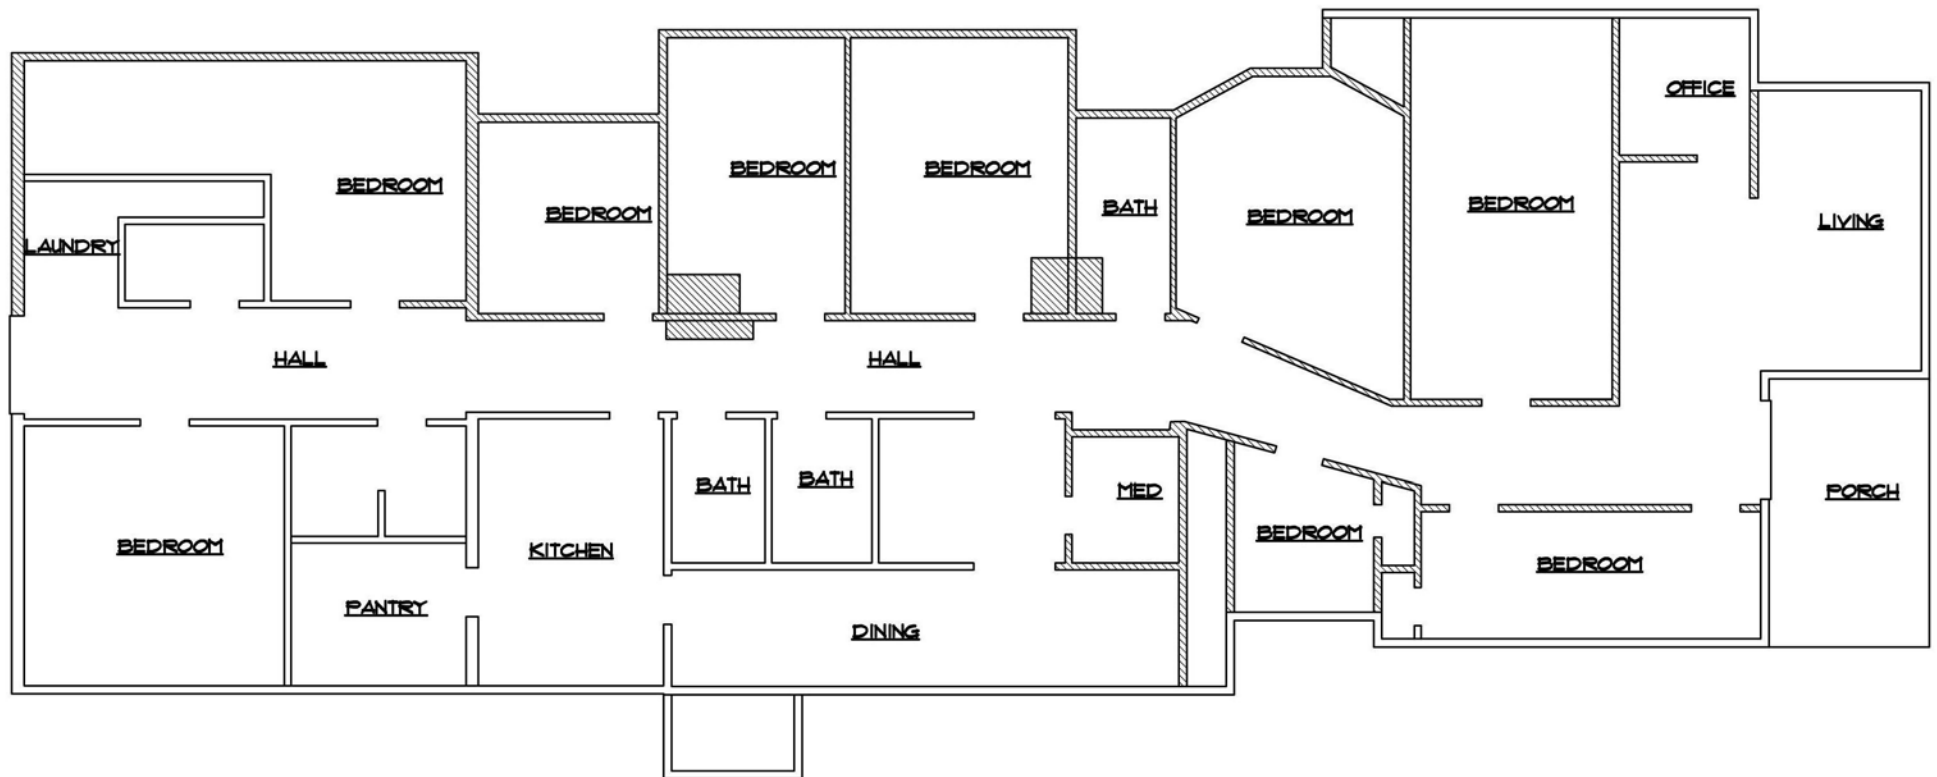 OFFICE
BEDROOM
BEDROOM
BEDROOM
BEDROOM
BEDROOM
BATH
BEDROOM
LIVING
LAUNDRY
HALL
HALL
BATH
BATH
MED
PORCH
BEDROOM
KITCHEN
BEDROOM
BEDROOM
PANTRY
DINING